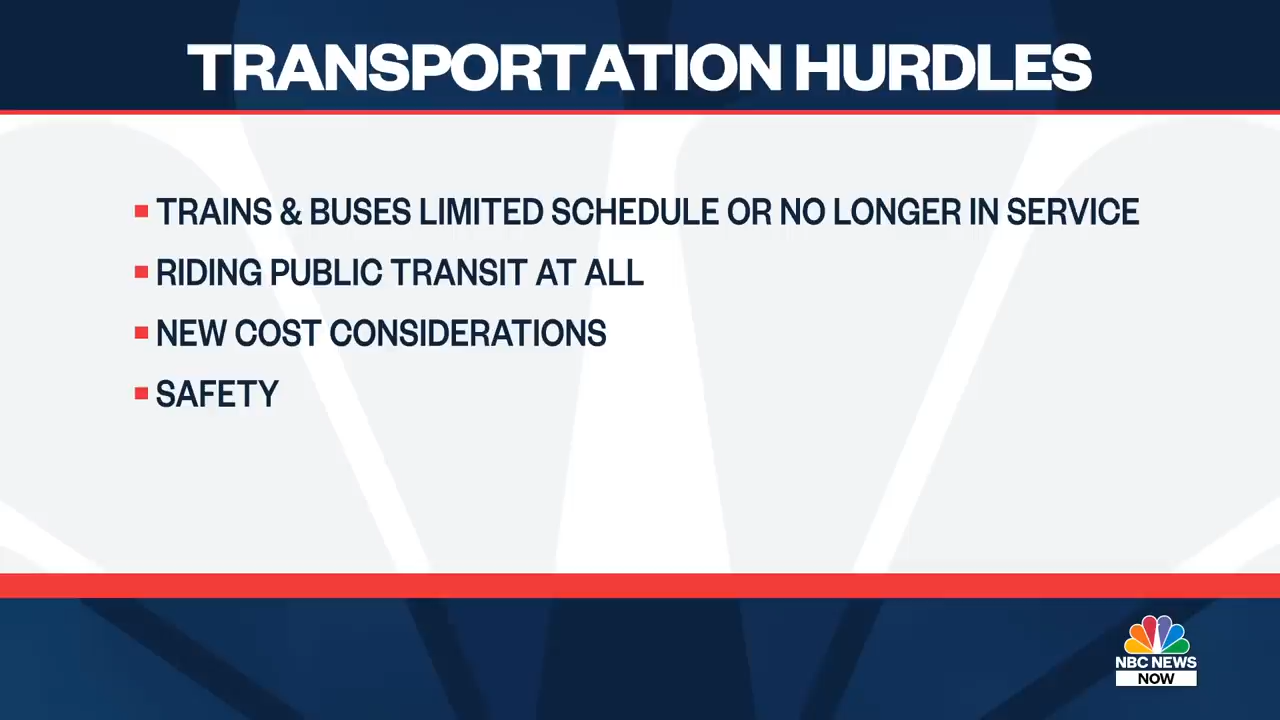 TRANSPORTATION HURDLES
TRAINS & BUSES LIMITED SCHEDULE OR NO LONGER IN SERVICE
RIDING PUBLIC TRANSIT AT ALL
NEW COST CONSIDERATIONS
SAFETY
NBC NEWS
NOW